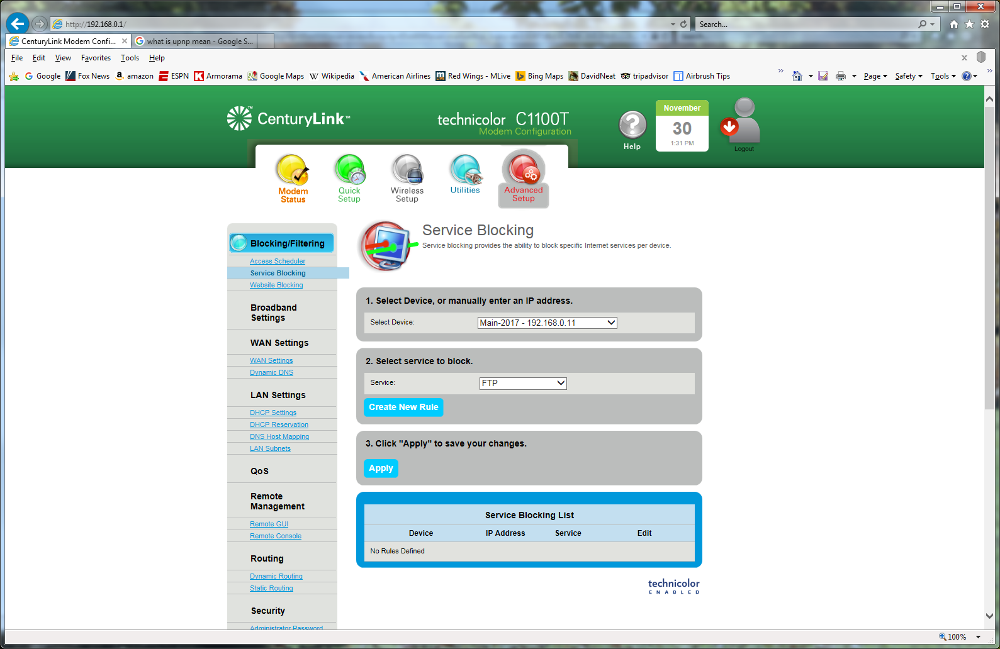 http://192.168.0.1/
Search...
CenturyLink Modem Confi...
what is upnp mean - Google S...
File Edit View Favorites Tools Help
Google Fox News amazon ESPN Armorama Google Maps Wikipedia American Airlines Red Wings - MLive Bing Maps DavidNeat tripadvisor Airbrush Tips
Page Safety Tools
CenturyLink™
technicolor C1100T
Modem Configuration
Help
November
30
1:31 PM
Logout
Modem Status
Quick Setup
Wireless Setup
Utilities
Advanced Setup
Blocking/Filtering
Access Scheduler
Service Blocking
Website Blocking
Broadband
Settings
WAN Settings
WAN Settings
Dynamic DNS
LAN Settings
DHCP Settings
DHCP Reservation
DNS Host Mapping
LAN Subnets
QoS
Remote
Management
Remote GUI
Remote Console
Routing
Dynamic Routing
Static Routing
Security
Administrator Password
Service Blocking
Service blocking provides the ability to block specific Internet services per device.
1. Select Device, or manually enter an IP address.
Select Device: Main-2017 - 192.168.0.11
2. Select service to block.
Service: FTP
Create New Rule
3. Click "Apply" to save your changes.
Apply
Service Blocking List
Device IP Address Service Edit
No Rules Defined
technicolor
ENABLED
100%